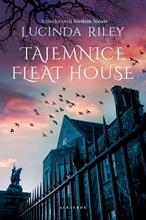 Autorka serii Siedem Sióstr
LUCINDA RILEY
TAJEMNICE
FLEAT HOUSE
ALBATROS